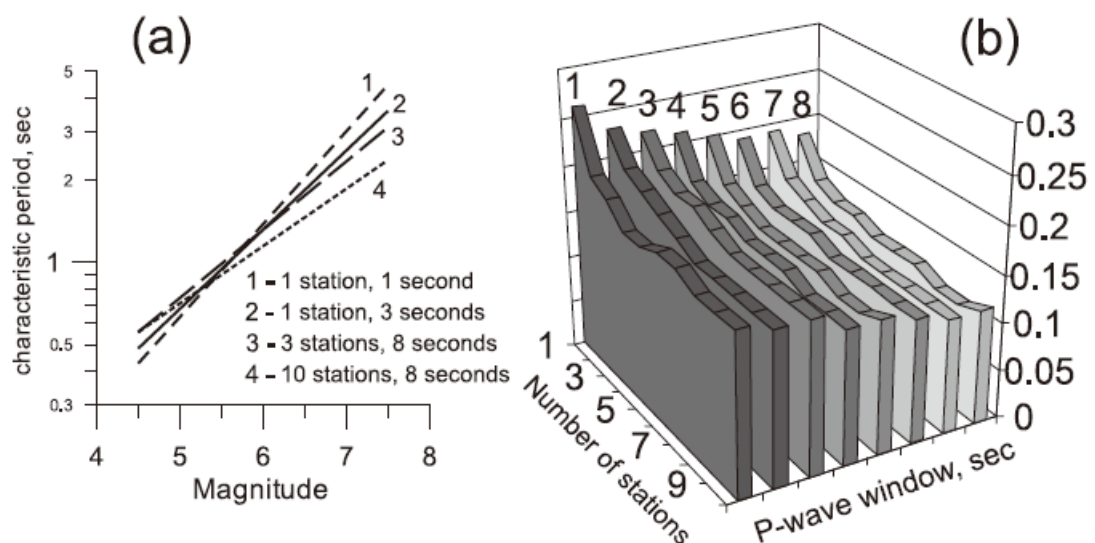 (a)
characteristic period, sec
5
3
2
1
0.5
0.3
4
5
6
7
8
Magnitude
1
2
3
4
1 - 1 station, 1 second
2 - 1 station, 3 seconds
3 - 3 stations, 8 seconds
4 - 10 stations, 8 seconds
(b)
1 2 3 4 5 6 7 8
0.3
0.25
0.2
0.15
0.1
0.05
0
1
3
5
7
9
Number of stations
P-wave window, sec